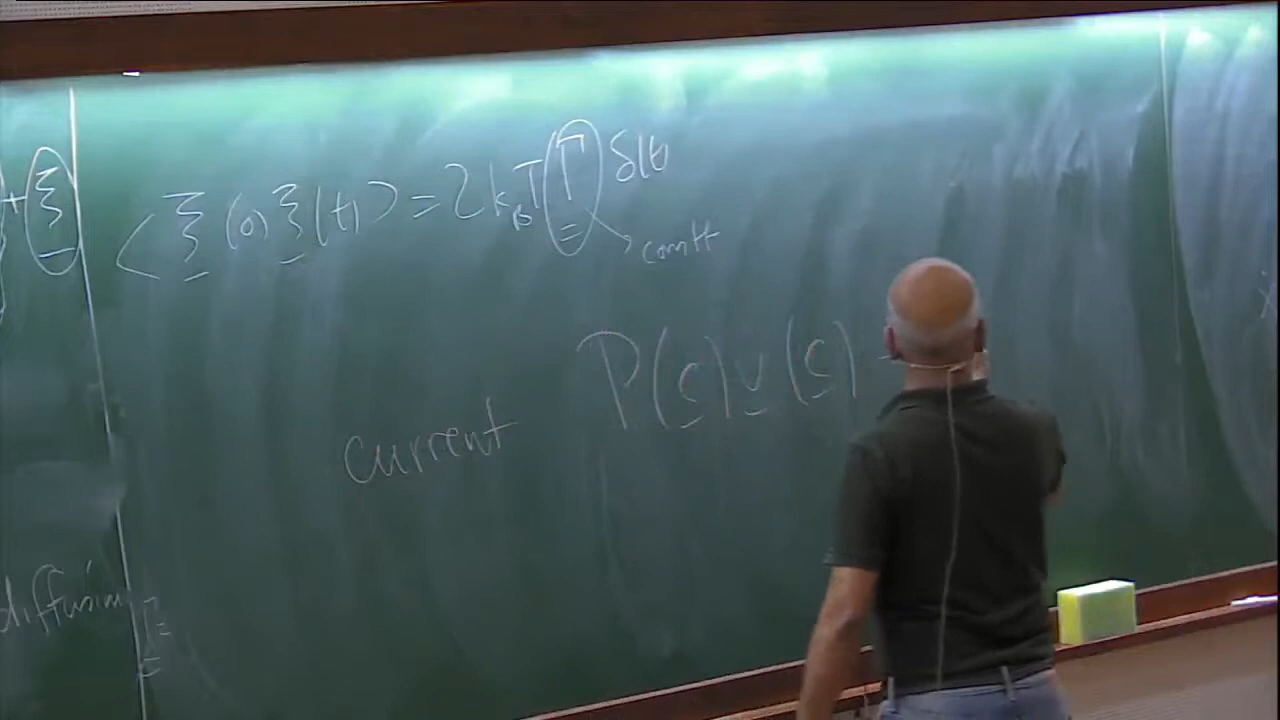 + ξ
⟨ξ(0)ξ(t)⟩ = 2k_BT Γ δ(t)
const
P(c)v(c) -
current
diffusion Γ